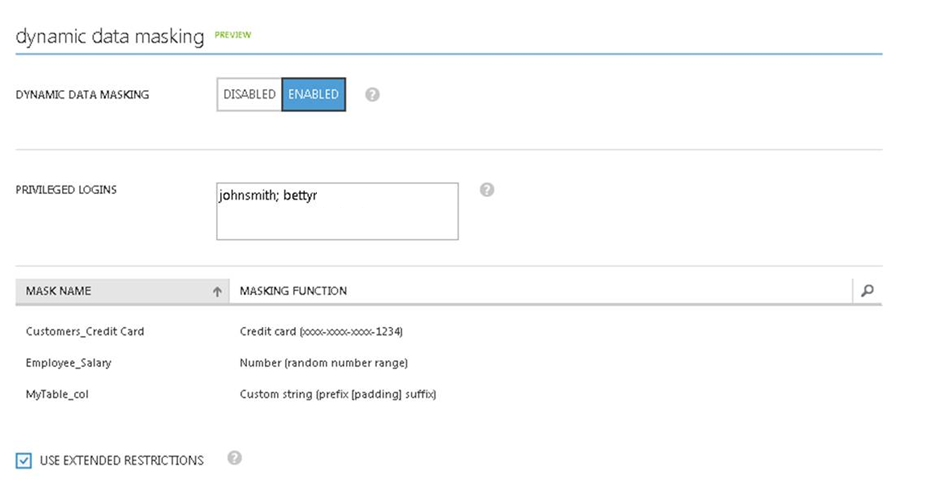 dynamic data masking PREVIEW
DYNAMIC DATA MASKING DISABLED ENABLED ?
PRIVILEGED LOGINS johnsmith; bettyr ?
MASK NAME MASKING FUNCTION
Customers_Credit Card Credit card (xxxx-xxxx-xxxx-1234)
Employee_Salary Number (random number range)
MyTable_col Custom string (prefix [padding] suffix)
USE EXTENDED RESTRICTIONS ?